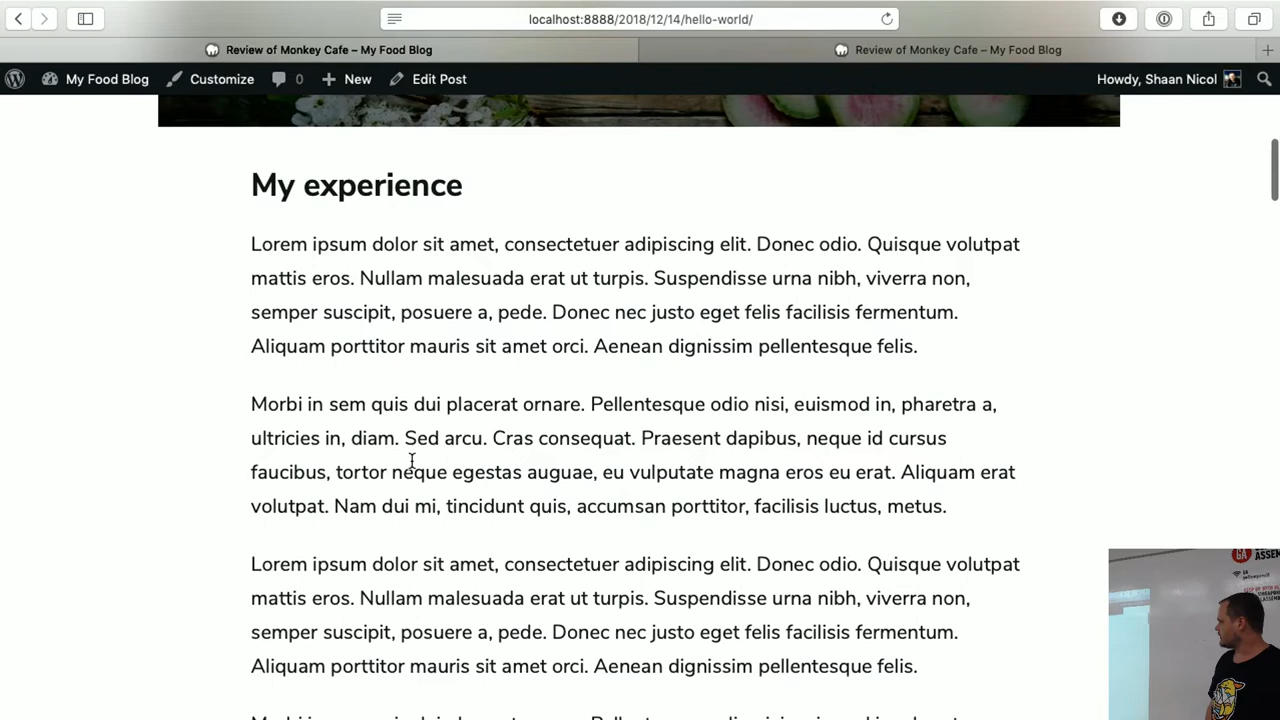 localhost:8888/2018/12/14/hello-world/
Review of Monkey Cafe – My Food Blog
Review of Monkey Cafe – My Food Blog
My Food Blog Customize 0 New Edit Post Howdy, Shaan Nicol
My experience
Lorem ipsum dolor sit amet, consectetuer adipiscing elit. Donec odio. Quisque volutpat
mattis eros. Nullam malesuada erat ut turpis. Suspendisse urna nibh, viverra non,
semper suscipit, posuere a, pede. Donec nec justo eget felis facilisis fermentum.
Aliquam porttitor mauris sit amet orci. Aenean dignissim pellentesque felis.
Morbi in sem quis dui placerat ornare. Pellentesque odio nisi, euismod in, pharetra a,
ultricies in, diam. Sed arcu. Cras consequat. Praesent dapibus, neque id cursus
faucibus, tortor neque egestas auguae, eu vulputate magna eros eu erat. Aliquam erat
volutpat. Nam dui mi, tincidunt quis, accumsan porttitor, facilisis luctus, metus.
Lorem ipsum dolor sit amet, consectetuer adipiscing elit. Donec odio. Quisque volutpat
mattis eros. Nullam malesuada erat ut turpis. Suspendisse urna nibh, viverra non,
semper suscipit, posuere a, pede. Donec nec justo eget felis facilisis fermentum.
Aliquam porttitor mauris sit amet orci. Aenean dignissim pellentesque felis.
GA